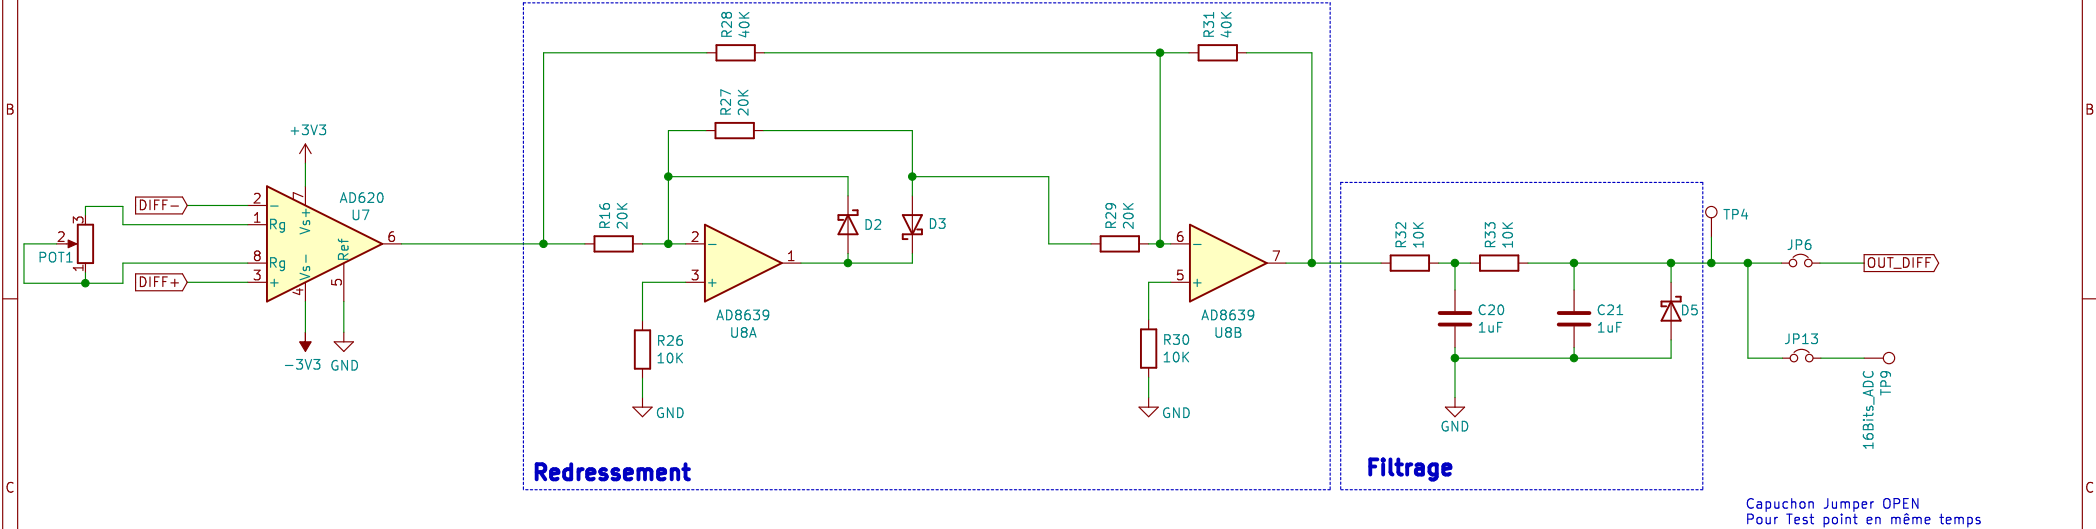 B
B
C
C
+3V3
DIFF-
DIFF+
2
1
8
3
-
Rg
Rg
+
7
Vs+
Vs-
4
Ref
5
6
AD620
U7
3
2
1
POT1
-3V3
GND
R28
40K
R31
40K
R27
20K
R16
20K
2
-
3
+
1
AD8639
U8A
D2
D3
R26
10K
GND
R29
20K
6
-
5
+
7
AD8639
U8B
R30
10K
GND
Redressement
R32
10K
R33
10K
C20
1uF
C21
1uF
D5
GND
Filtrage
TP4
JP6
OUT_DIFF
JP13
16Bits_ADC
TP9
Capuchon Jumper OPEN
Pour Test point en même temps